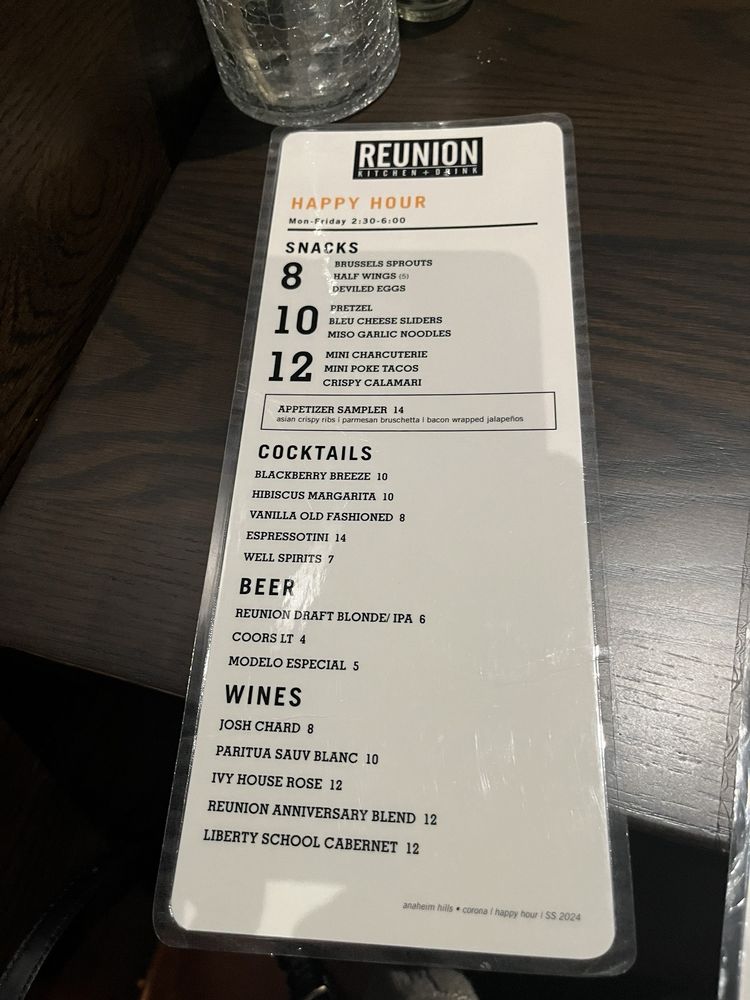 REUNION
KITCHEN + DRINK
HAPPY HOUR
Mon-Friday 2:30-6:00
SNACKS
8
BRUSSELS SPROUTS
HALF WINGS (5)
DEVILED EGGS
10
PRETZEL
BLEU CHEESE SLIDERS
MISO GARLIC NOODLES
12
MINI CHARCUTERIE
MINI POKE TACOS
CRISPY CALAMARI
APPETIZER SAMPLER 14
asian crispy ribs | parmesan bruschetta | bacon wrapped jalapeños
COCKTAILS
BLACKBERRY BREEZE 10
HIBISCUS MARGARITA 10
VANILLA OLD FASHIONED 8
ESPRESSOTINI 14
WELL SPIRITS 7
BEER
REUNION DRAFT BLONDE/ IPA 6
COORS LT 4
MODELO ESPECIAL 5
WINES
JOSH CHARD 8
PARITUA SAUV BLANC 10
IVY HOUSE ROSE 12
REUNION ANNIVERSARY BLEND 12
LIBERTY SCHOOL CABERNET 12
anaheim hills • corona | happy hour | SS 2024